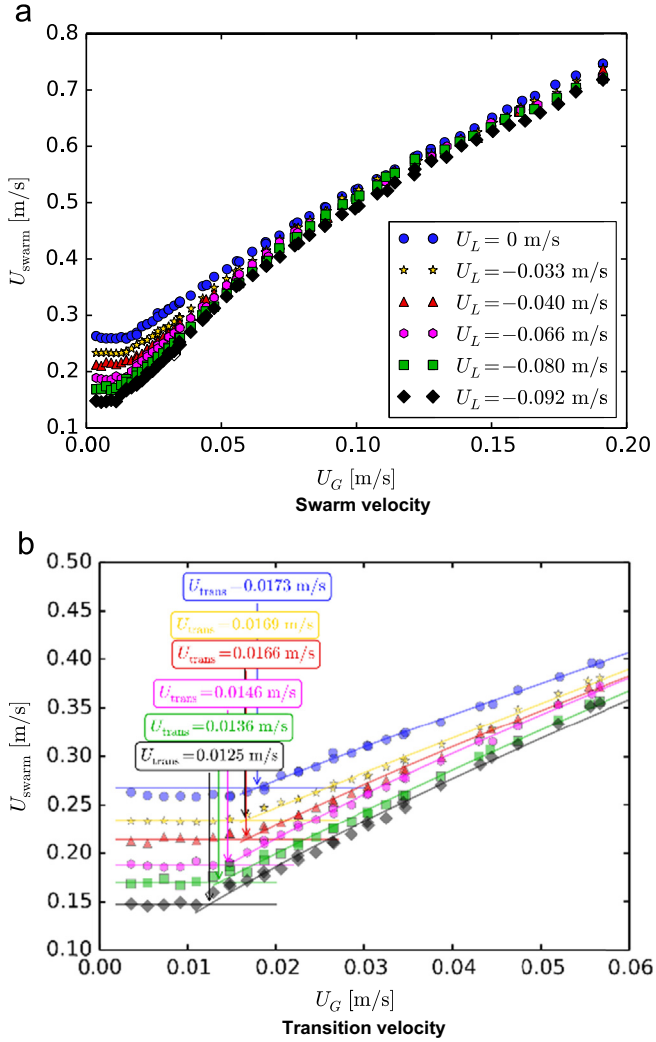 a
0.8
0.7
0.6
0.5
0.4
0.3
0.2
0.1
U_swarm [m/s]
U_L = 0 m/s
U_L = −0.033 m/s
U_L = −0.040 m/s
U_L = −0.066 m/s
U_L = −0.080 m/s
U_L = −0.092 m/s
0.00 0.05 0.10 0.15 0.20
U_G [m/s]
Swarm velocity
b
0.50
0.45
0.40
0.35
0.30
0.25
0.20
0.15
0.10
U_swarm [m/s]
U_trans = 0.0173 m/s
U_trans = 0.0169 m/s
U_trans = 0.0166 m/s
U_trans = 0.0146 m/s
U_trans = 0.0136 m/s
U_trans = 0.0125 m/s
0.00 0.01 0.02 0.03 0.04 0.05 0.06
U_G [m/s]
Transition velocity